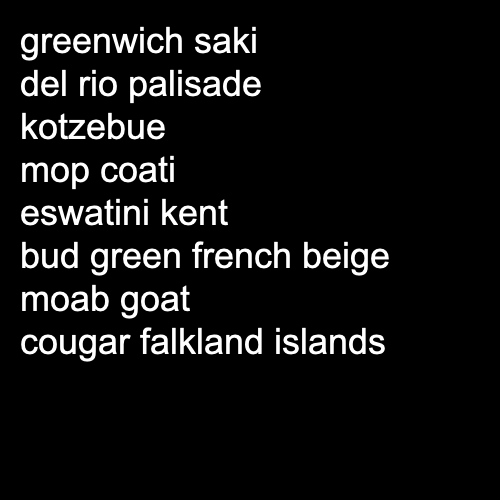 greenwich saki
del rio palisade
kotzebue
mop coati
eswatini kent
bud green french beige
moab goat
cougar falkland islands